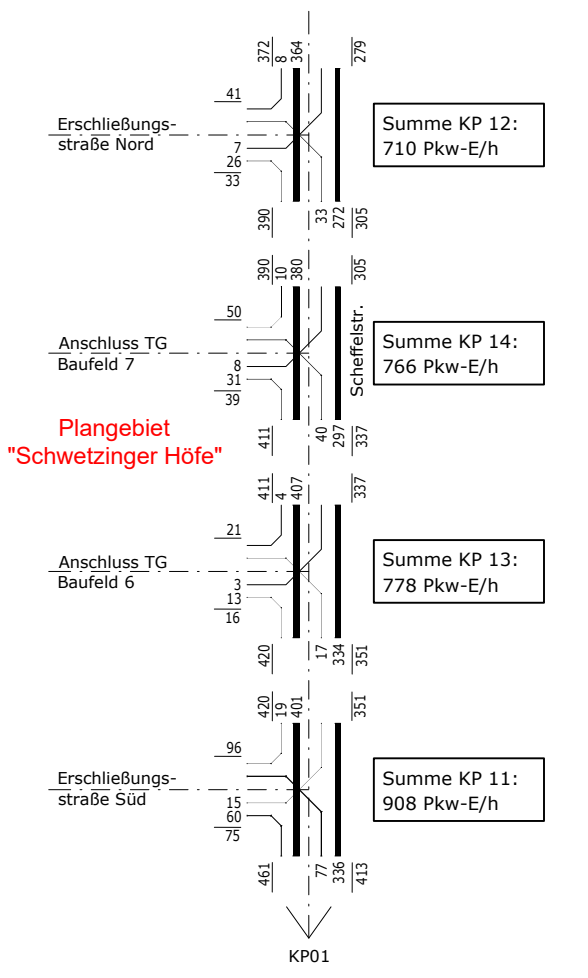 372
8
364
279
41
Erschließungs-
straße Nord
7
26
33
Summe KP 12:
710 Pkw-E/h
390
33
272
305
390
10
380
305
50
Anschluss TG
Baufeld 7
8
31
39
Scheffelstr.
Summe KP 14:
766 Pkw-E/h
411
40
297
337
Plangebiet
"Schwetzinger Höfe"
411
4
407
337
21
Anschluss TG
Baufeld 6
3
13
16
Summe KP 13:
778 Pkw-E/h
420
17
334
351
420
19
401
351
96
Erschließungs-
straße Süd
15
60
75
Summe KP 11:
908 Pkw-E/h
461
77
336
413
KP01